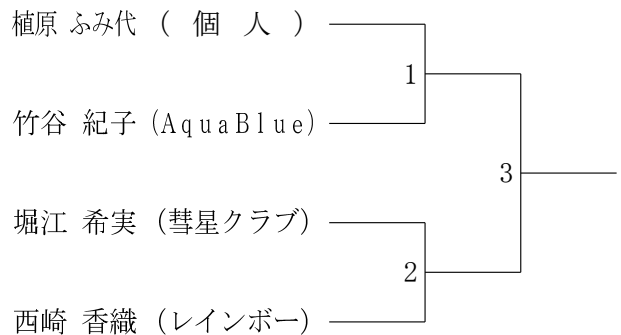 植原 ふみ代 （ 個 人 ）
1
竹谷 紀子 (AquaBlue)
3
堀江 希実 (彗星クラブ)
2
西崎 香織 (レインボー)